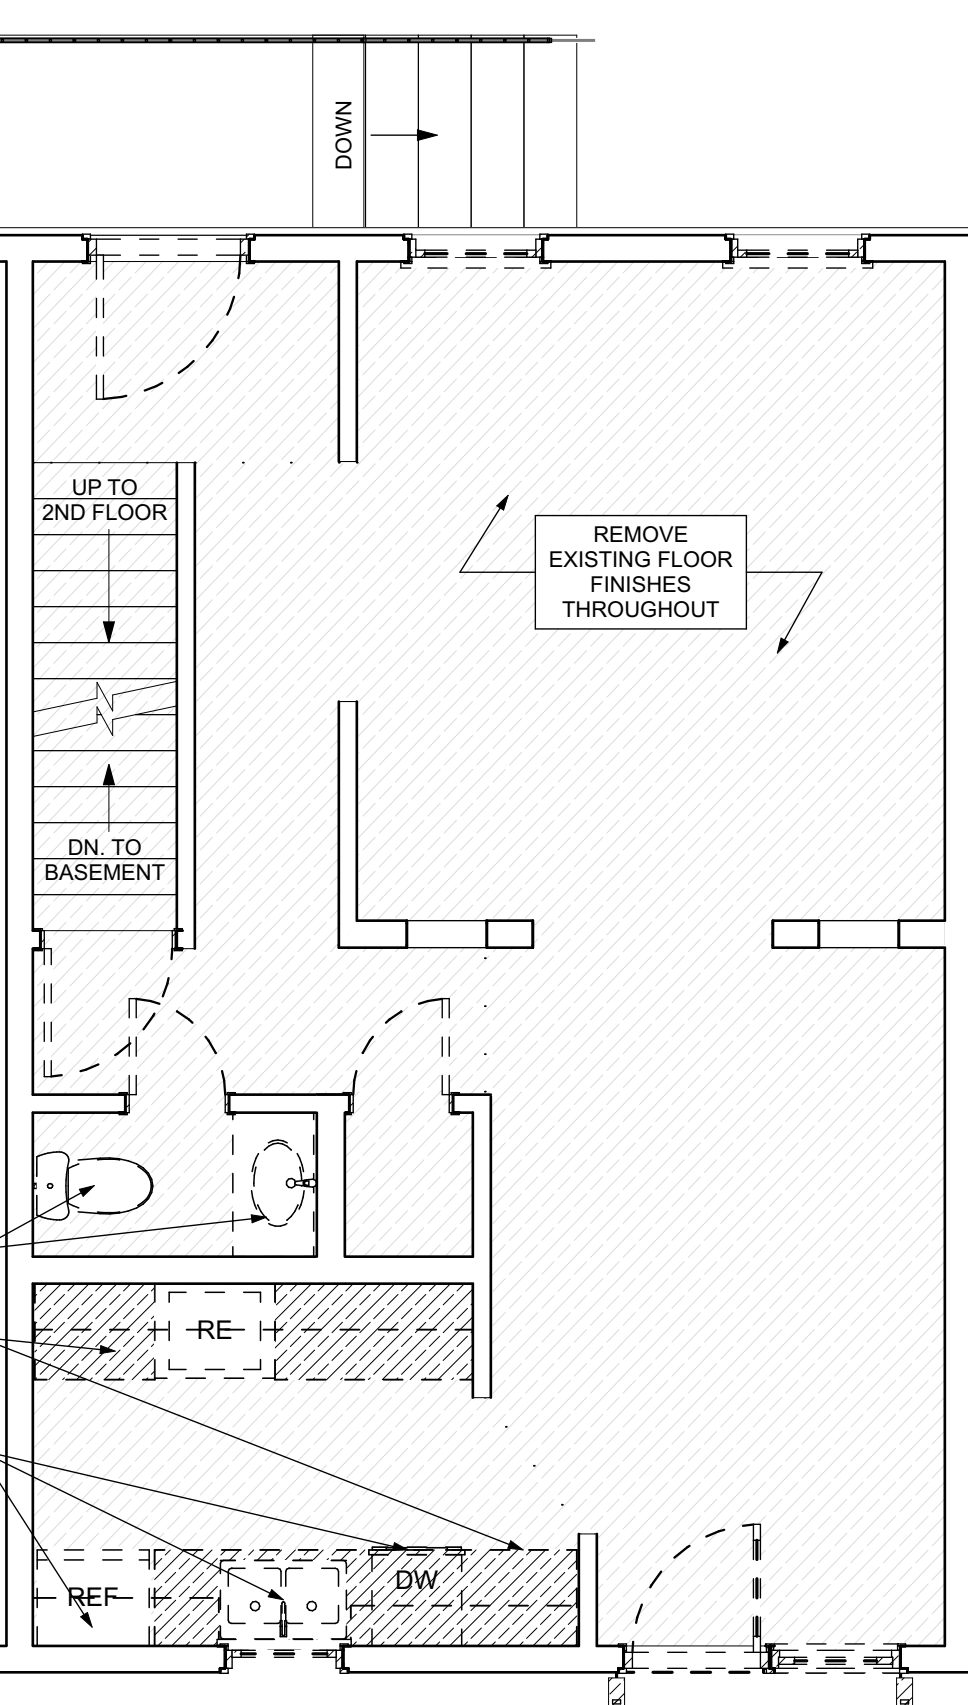 DOWN
UP TO
2ND FLOOR
REMOVE
EXISTING FLOOR
FINISHES
THROUGHOUT
DN. TO
BASEMENT
RE
DW
REF